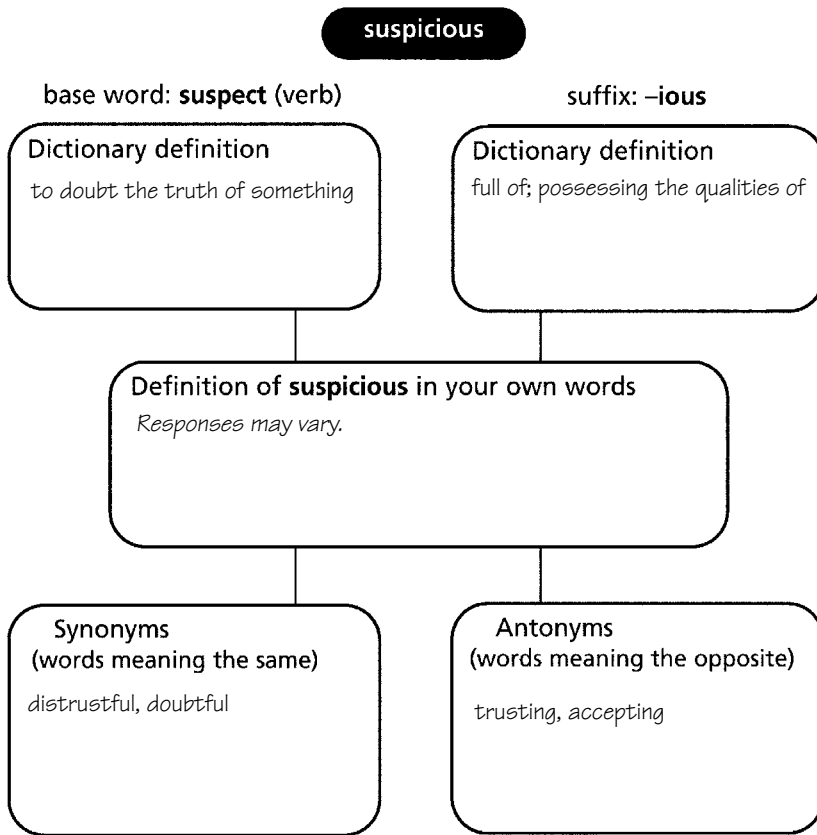 suspicious
base word: suspect (verb)
suffix: –ious
Dictionary definition
to doubt the truth of something
Dictionary definition
full of; possessing the qualities of
Definition of suspicious in your own words
Responses may vary.
Synonyms
(words meaning the same)
distrustful, doubtful
Antonyms
(words meaning the opposite)
trusting, accepting